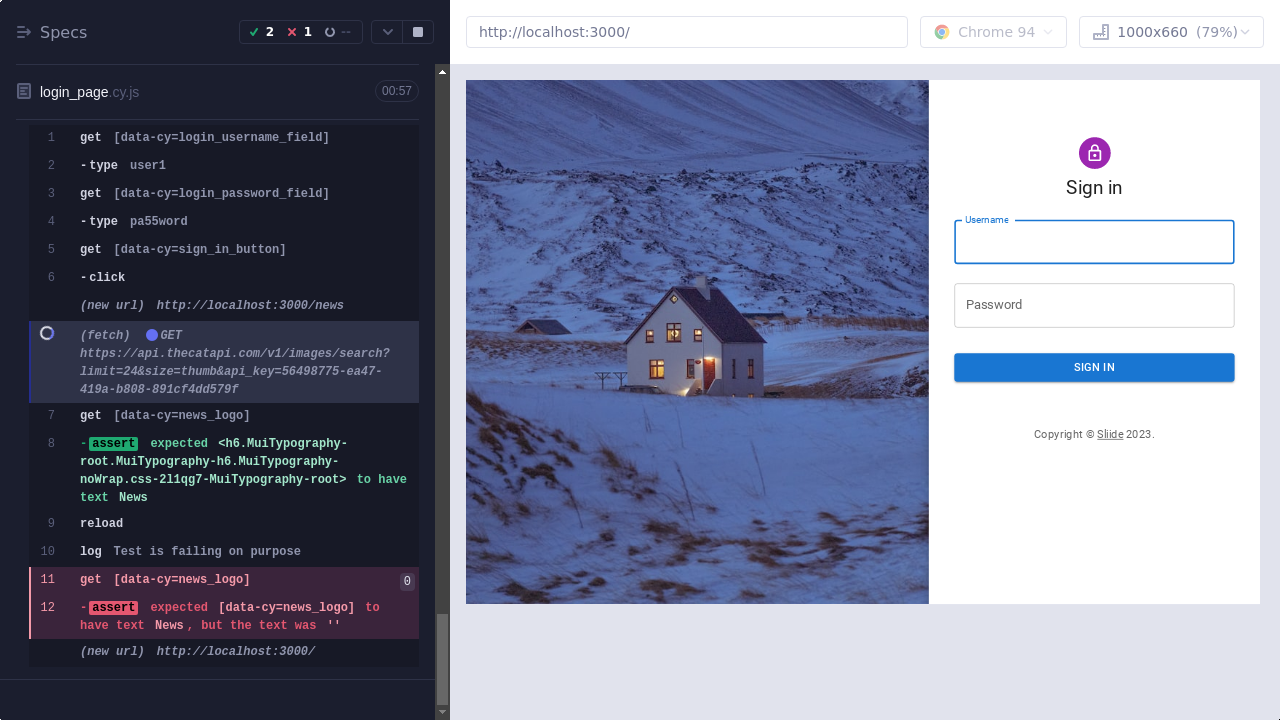 Specs
2
1
--
http://localhost:3000/
Chrome 94
1000x660 (79%)
login_page.cy.js
00:57
1 get [data-cy=login_username_field]
2 -type user1
3 get [data-cy=login_password_field]
4 -type pa55word
5 get [data-cy=sign_in_button]
6 -click
(new url) http://localhost:3000/news
(fetch) GET
https://api.thecatapi.com/v1/images/search?
limit=24&size=thumb&api_key=56498775-ea47-
419a-b808-891cf4dd579f
7 get [data-cy=news_logo]
8 -assert expected <h6.MuiTypography-
root.MuiTypography-h6.MuiTypography-
noWrap.css-2l1qg7-MuiTypography-root> to have
text News
9 reload
10 log Test is failing on purpose
11 get [data-cy=news_logo] 0
12 -assert expected [data-cy=news_logo] to
have text News, but the text was ''
(new url) http://localhost:3000/
Sign in
Username
Password
SIGN IN
Copyright © Sliide 2023.